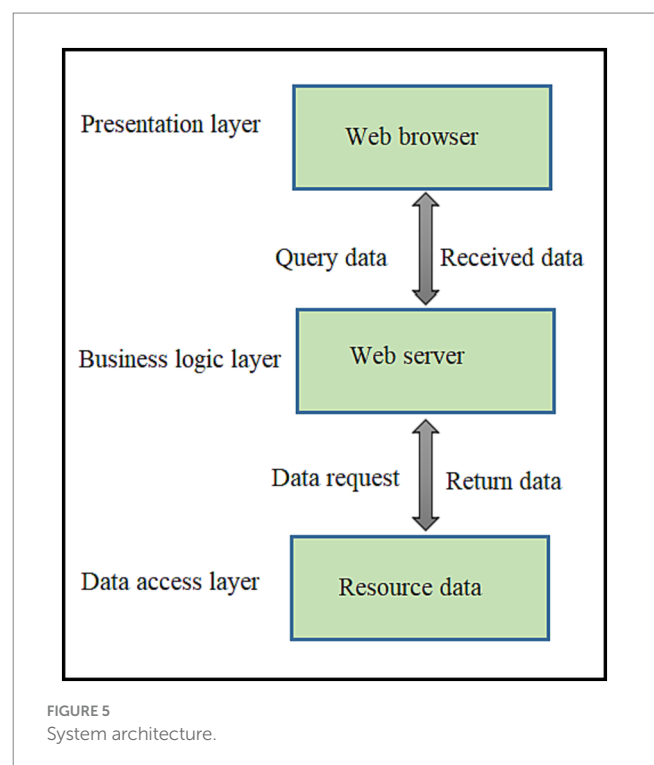 Presentation layer
Web browser
Query data
Received data
Business logic layer
Web server
Data request
Return data
Data access layer
Resource data
FIGURE 5
System architecture.